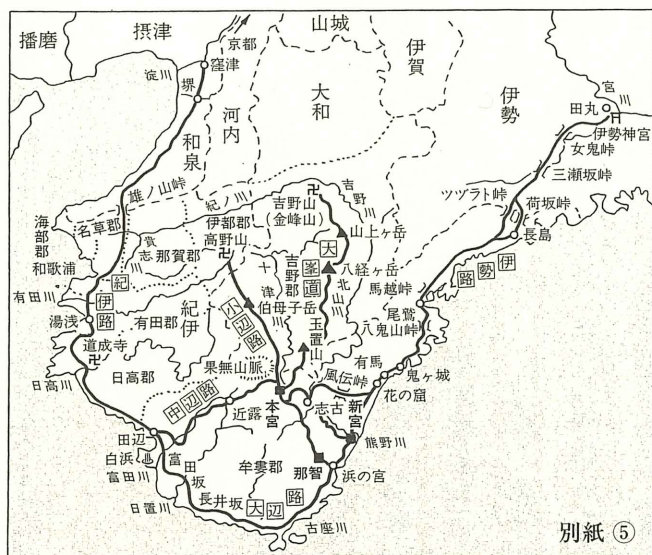 播磨
摂津
山城
京都
伊賀
淀川
窪津
堺
河内
大和
伊勢
宮川
田丸
伊勢神宮
女鬼峠
三瀬坂峠
和泉
ツヅラト峠
荷坂峠
長島
雄ノ山峠
紀ノ川
吉野川
吉野山
(金峰山)
山上ヶ岳
海部郡
名草郡
伊都郡
高野山
貴志川
那賀郡
和歌浦
大峯道
八経ヶ岳
馬越峠
伊勢路
有田川
紀伊路
十津川
吉野郡
伯母子岳
北山川
尾鷲
八鬼山峠
湯浅
有田郡
紀伊
小辺路
玉置山
道成寺
果無山脈
有馬
鬼ヶ城
風伝峠
花の窟
日高川
日高郡
中辺路
近露
本宮
志古
新宮
熊野川
田辺
白浜
富田坂
牟婁郡
那智
浜の宮
富田川
日置川
長井坂
大辺路
古座川
別紙⑤